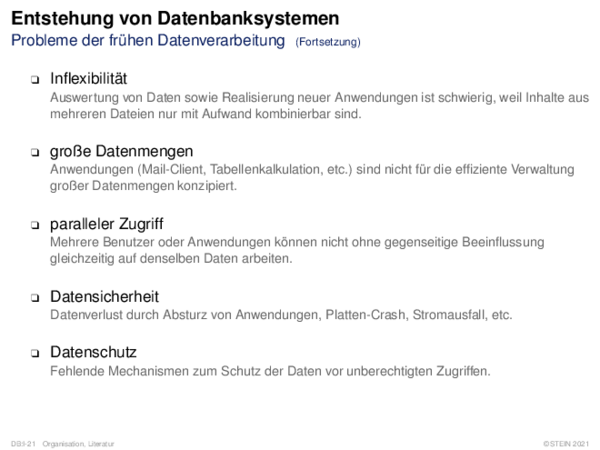 Entstehung von Datenbanksystemen
Probleme der frühen Datenverarbeitung (Fortsetzung)
❑ Inflexibilität
Auswertung von Daten sowie Realisierung neuer Anwendungen ist schwierig, weil Inhalte aus
mehreren Dateien nur mit Aufwand kombinierbar sind.
❑ große Datenmengen
Anwendungen (Mail-Client, Tabellenkalkulation, etc.) sind nicht für die effiziente Verwaltung
großer Datenmengen konzipiert.
❑ paralleler Zugriff
Mehrere Benutzer oder Anwendungen können nicht ohne gegenseitige Beeinflussung
gleichzeitig auf denselben Daten arbeiten.
❑ Datensicherheit
Datenverlust durch Absturz von Anwendungen, Platten-Crash, Stromausfall, etc.
❑ Datenschutz
Fehlende Mechanismen zum Schutz der Daten vor unberechtigten Zugriffen.
DB:I-21 Organisation, Literatur ©STEIN 2021